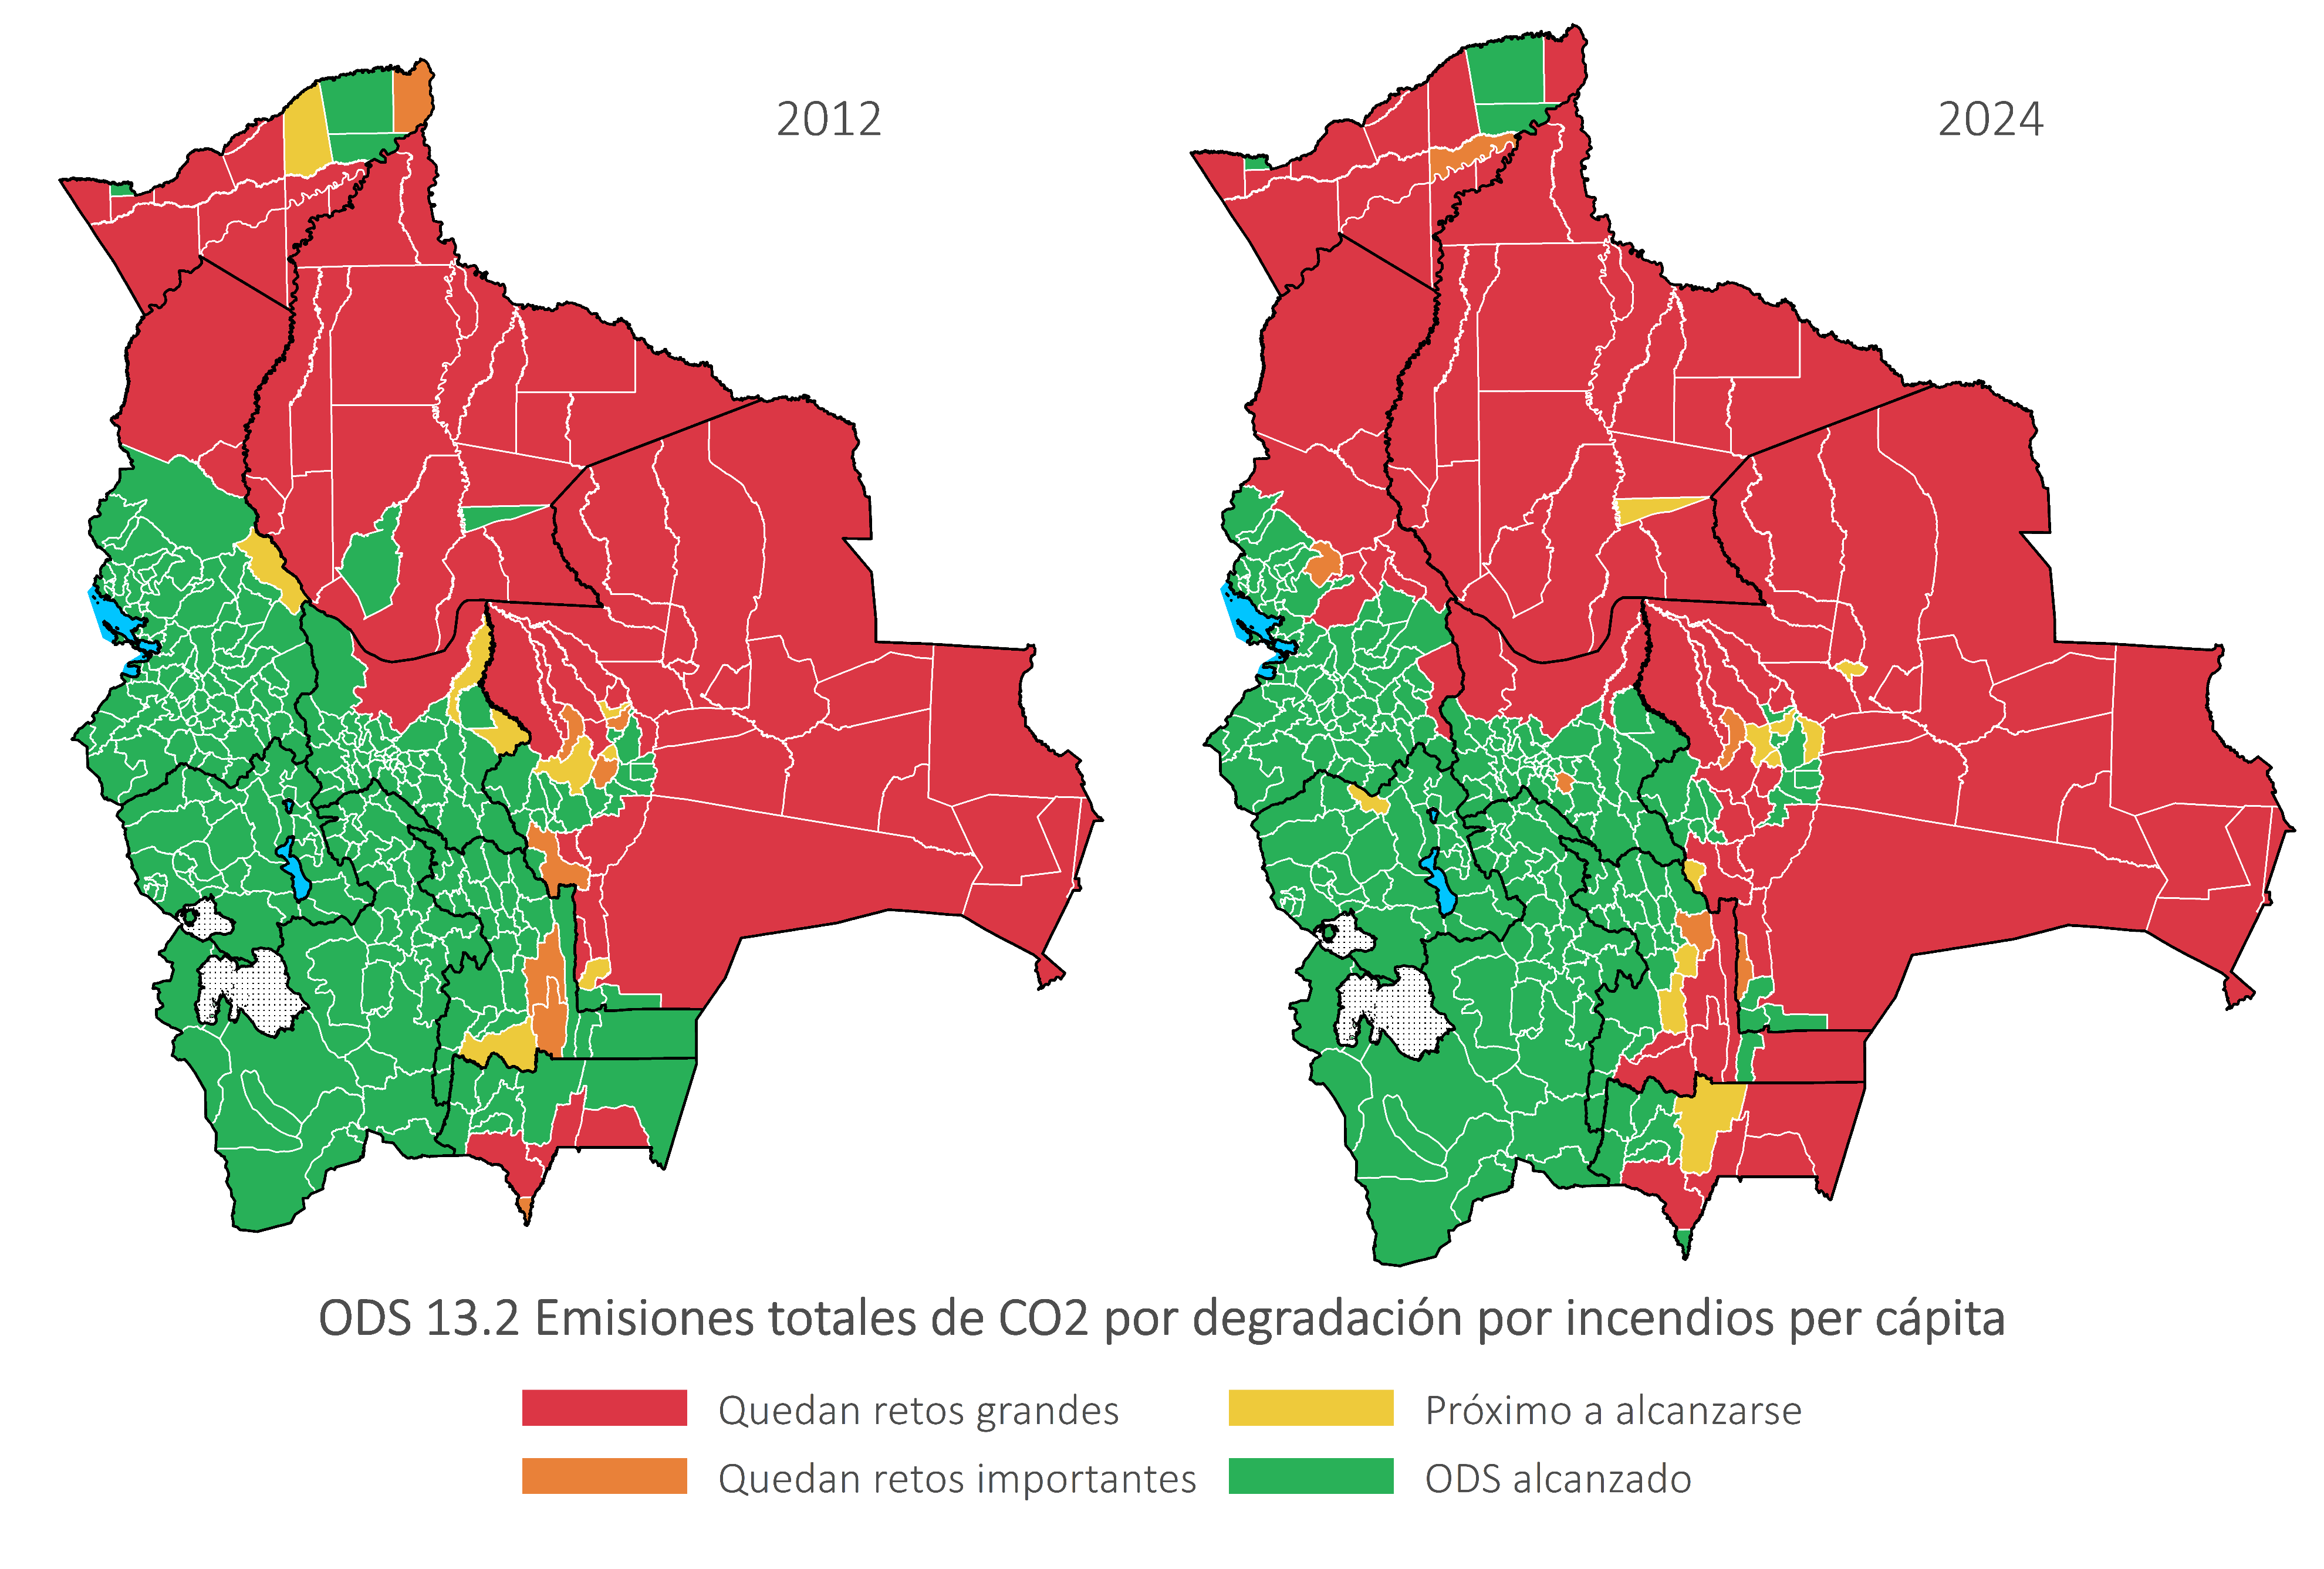 2012
2024
ODS 13.2 Emisiones totales de CO2 por degradación por incendios per cápita
Quedan retos grandes
Próximo a alcanzarse
Quedan retos importantes
ODS alcanzado